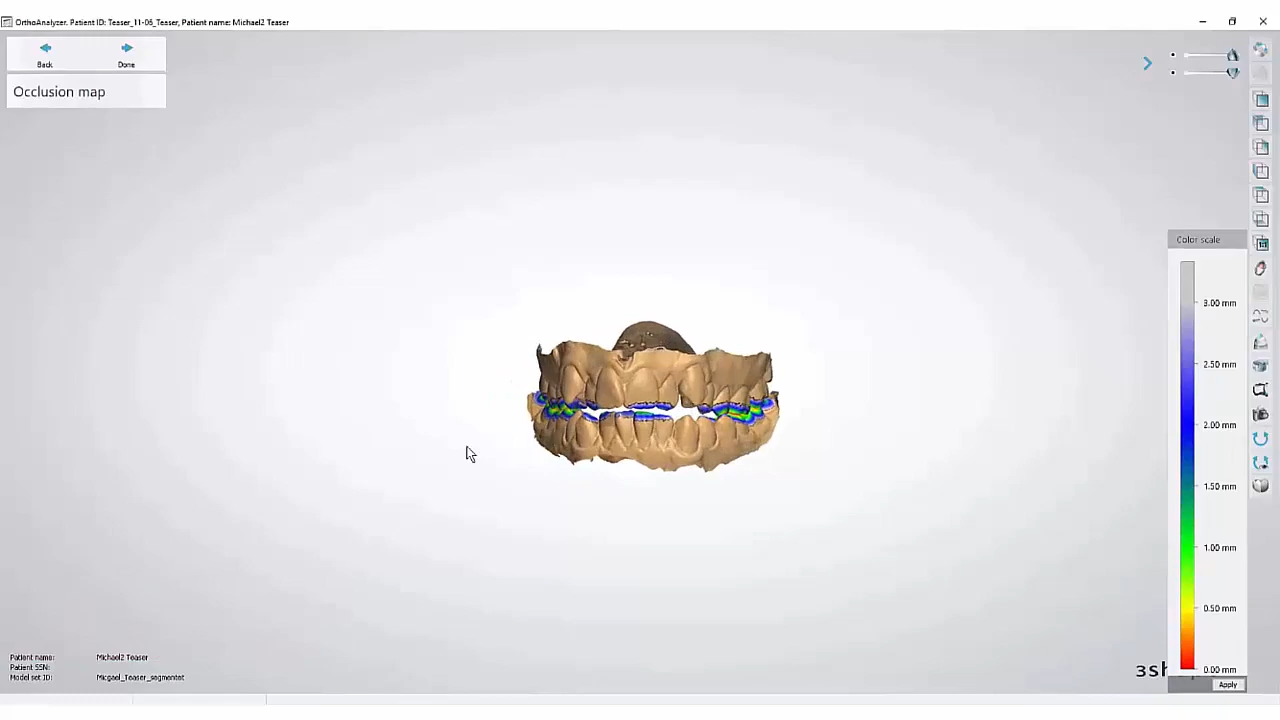 OrthoAnalyzer. Patient ID: Teaser_11-06_Teaser, Patient name: Michael2 Teaser
Back Done
Occlusion map
Color scale
3.00 mm
2.50 mm
2.00 mm
1.50 mm
1.00 mm
0.50 mm
0.00 mm
Apply
Patient name: Michael2 Teaser
Patient SSN:
Model set ID: Micgael_Teaser_segmentet
3sh